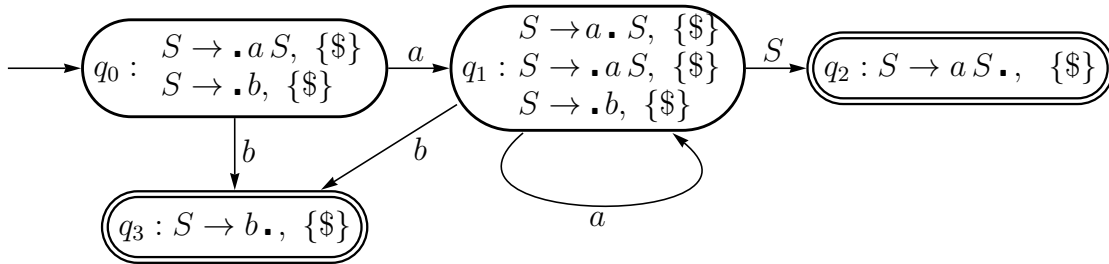 q₀ : S → ▪ a S, {$}
S → ▪ b, {$}
a
q₁ : S → a ▪ S, {$}
S → ▪ a S, {$}
S → ▪ b, {$}
S
q₂ : S → a S ▪, {$}
b
b
a
q₃ : S → b ▪, {$}